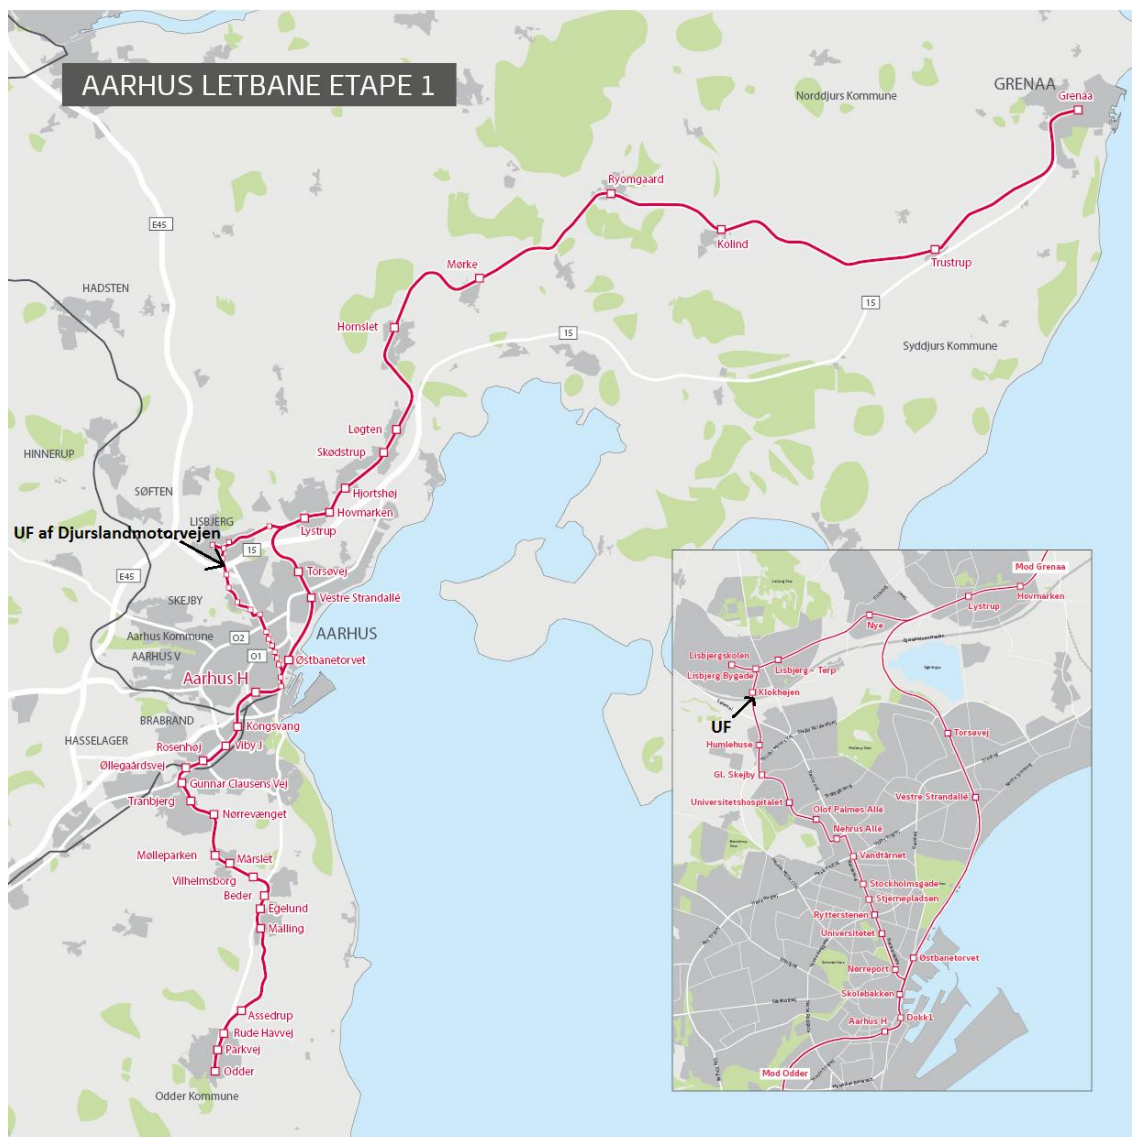 AARHUS LETBANE ETAPE 1
GRENAA
Grenaa
Norddjurs Kommune
Ryomgaard
E45
Kolind
Trustrup
Mørke
HADSTEN
15
Hornslet
15
Syddjurs Kommune
Løgten
Skødstrup
HINNERUP
Hjortshøj
SØFTEN
Hovmarken
LISBJERG
UF af Djurslandmotorvejen
Lystrup
15
Torsøvej
E45
Vestre Strandallé
SKEJBY
Aarhus Kommune
O2
AARHUS
AARHUS V
O1
Østbanetorvet
Aarhus H
BRABRAND
Kongsvang
HASSELAGER
Rosenhøj
Viby J
Øllegaardsvej
Gunnar Clausens Vej
Tranbjerg
Nørrevænget
Mølleparken
Mårslet
Vilhelmsborg
Beder
Egelund
Malling
Assedrup
Rude Havvej
Parkvej
Odder
Odder Kommune
Mod Grenaa
Hovmarken
Lystrup
Nye
Lisbjergskolen
Lisbjerg - Terp
Lisbjerg Bygade
Klokhøjen
UF
Torsøvej
Humlehuse
Gl. Skejby
Universitetshospitalet
Vestre Strandallé
Olof Palmes Allé
Nehrus Allé
Vandtårnet
Stockholmsgade
Stjernepladsen
Rytterstenen
Universitetet
Østbanetorvet
Nørreport
Skolebakken
Dokk1
Aarhus H
Mod Odder